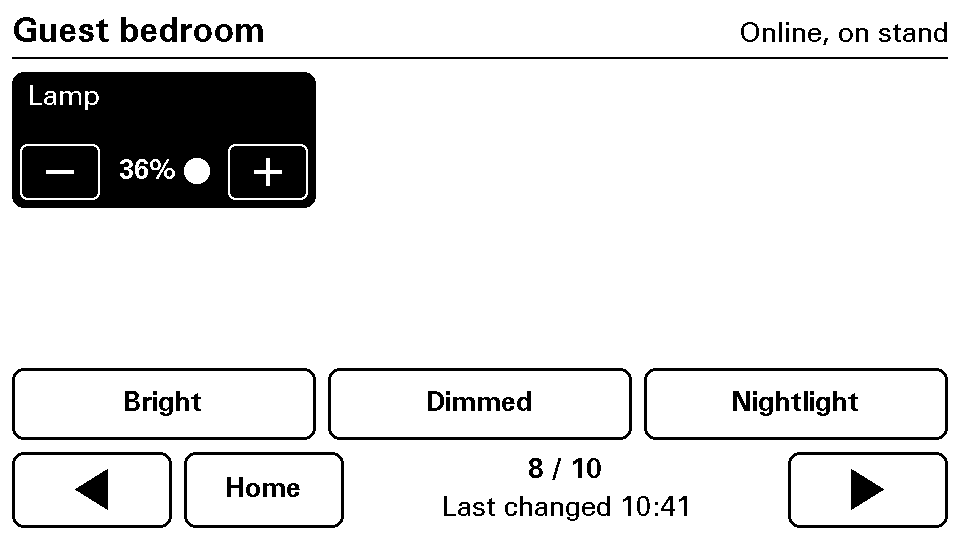 Guest bedroom
Online, on stand
Lamp
− 36% +
Bright
Dimmed
Nightlight
Home
8 / 10
Last changed 10:41